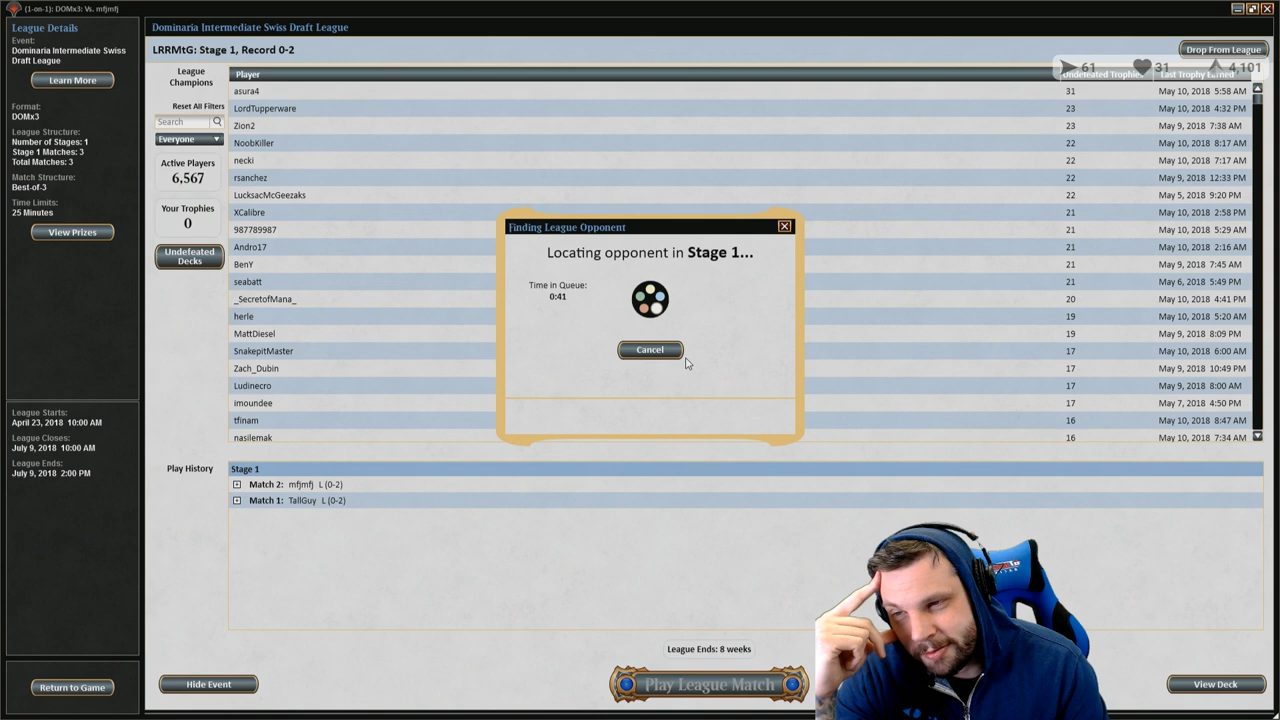 (1-on-1): DOMx3: Vs. mfjmfj
League Details
Event:
Dominaria Intermediate Swiss
Draft League
Learn More
Format:
DOMx3
League Structure:
Number of Stages: 1
Stage 1 Matches: 3
Total Matches: 3
Match Structure:
Best-of-3
Time Limits:
25 Minutes
View Prizes
League Starts:
April 23, 2018 10:00 AM
League Closes:
July 9, 2018 10:00 AM
League Ends:
July 9, 2018 2:00 PM
Return to Game
Dominaria Intermediate Swiss Draft League
LRRMtG: Stage 1, Record 0-2
Drop From League
61 31 4,101
League
Champions
Reset All Filters
Search
Everyone
Active Players
6,567
Your Trophies
0
Undefeated
Decks
Player Undefeated Trophies Last Trophy Earned
asura4 31 May 10, 2018 5:58 AM
LordTupperware 23 May 10, 2018 4:32 PM
Zion2 23 May 9, 2018 7:38 AM
NoobKiller 22 May 10, 2018 8:17 AM
necki 22 May 10, 2018 7:17 AM
rsanchez 22 May 9, 2018 12:33 PM
LucksacMcGeezaks 22 May 5, 2018 9:20 PM
XCalibre 21 May 10, 2018 2:58 PM
987789987 21 May 10, 2018 5:29 AM
Andro17 21 May 10, 2018 2:16 AM
BenY 21 May 9, 2018 7:45 AM
seabatt 21 May 6, 2018 5:49 PM
_SecretofMana_ 20 May 10, 2018 4:41 PM
herle 19 May 10, 2018 5:20 AM
MattDiesel 19 May 9, 2018 8:09 PM
SnakepitMaster 17 May 10, 2018 6:00 AM
Zach_Dubin 17 May 9, 2018 10:49 PM
Ludinecro 17 May 9, 2018 8:00 AM
imoundee 17 May 7, 2018 4:50 PM
tfinam 16 May 10, 2018 8:47 AM
nasilemak 16 May 10, 2018 7:34 AM
Finding League Opponent
Locating opponent in Stage 1...
Time in Queue:
0:41
Cancel
Play History
Stage 1
Match 2: mfjmfj L (0-2)
Match 1: TallGuy L (0-2)
League Ends: 8 weeks
Hide Event
Play League Match
View Deck